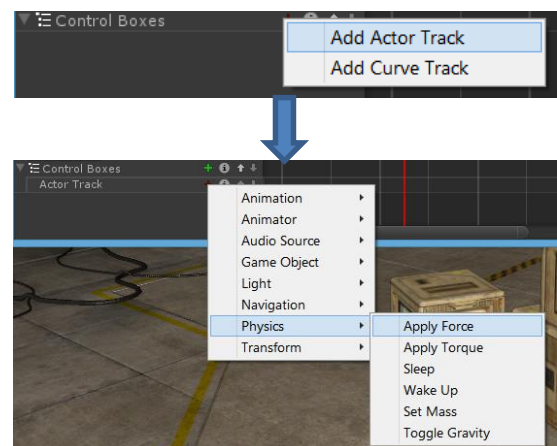 Control Boxes
Add Actor Track
Add Curve Track
Control Boxes
Actor Track
Animation
Animator
Audio Source
Game Object
Light
Navigation
Physics
Transform
Apply Force
Apply Torque
Sleep
Wake Up
Set Mass
Toggle Gravity